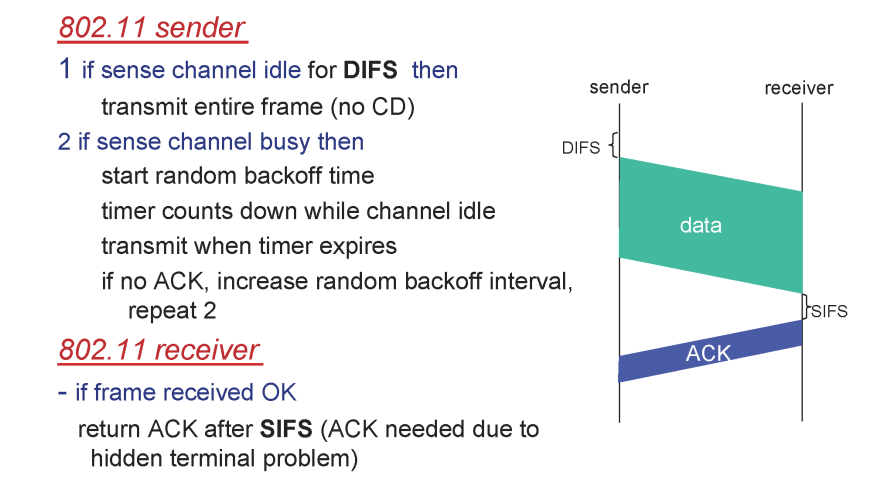 802.11 sender
1 if sense channel idle for DIFS then
transmit entire frame (no CD)
2 if sense channel busy then
start random backoff time
timer counts down while channel idle
transmit when timer expires
if no ACK, increase random backoff interval,
repeat 2
802.11 receiver
- if frame received OK
return ACK after SIFS (ACK needed due to
hidden terminal problem)
sender
receiver
DIFS
data
SIFS
ACK